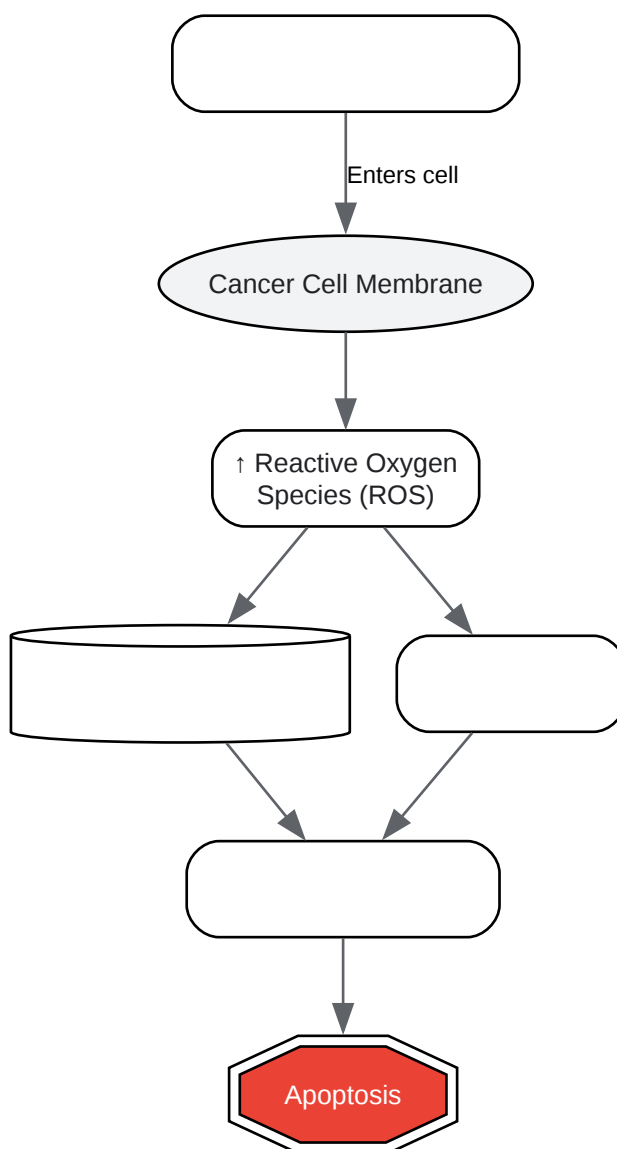 Enters cell
Cancer Cell Membrane
↑ Reactive Oxygen
Species (ROS)
Apoptosis